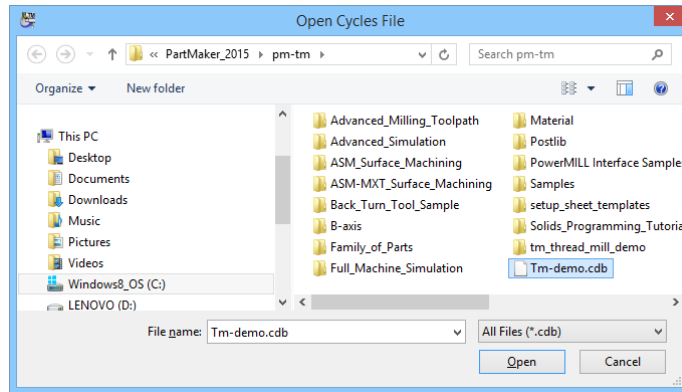 Open Cycles File
« PartMaker_2015 pm-tm
Search pm-tm
Organize
New folder
This PC
Desktop
Documents
Downloads
Music
Pictures
Videos
Windows8_OS (C:)
LENOVO (D:)
Advanced_Milling_Toolpath
Advanced_Simulation
ASM_Surface_Machining
ASM-MXT_Surface_Machining
Back_Turn_Tool_Sample
B-axis
Family_of_Parts
Full_Machine_Simulation
Material
Postlib
PowerMILL Interface Sample
Samples
setup_sheet_templates
Solids_Programming_Tutoria
tm_thread_mill_demo
Tm-demo.cdb
File name: Tm-demo.cdb
All Files (*.cdb)
Open
Cancel